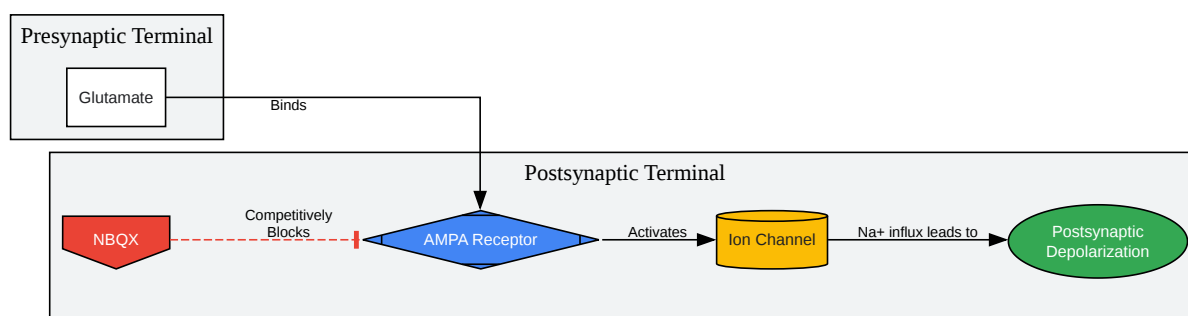 Presynaptic Terminal
Glutamate
Binds
Postsynaptic Terminal
NBQX
Competitively
Blocks
AMPA Receptor
Activates
Ion Channel
Na+ influx leads to
Postsynaptic
Depolarization